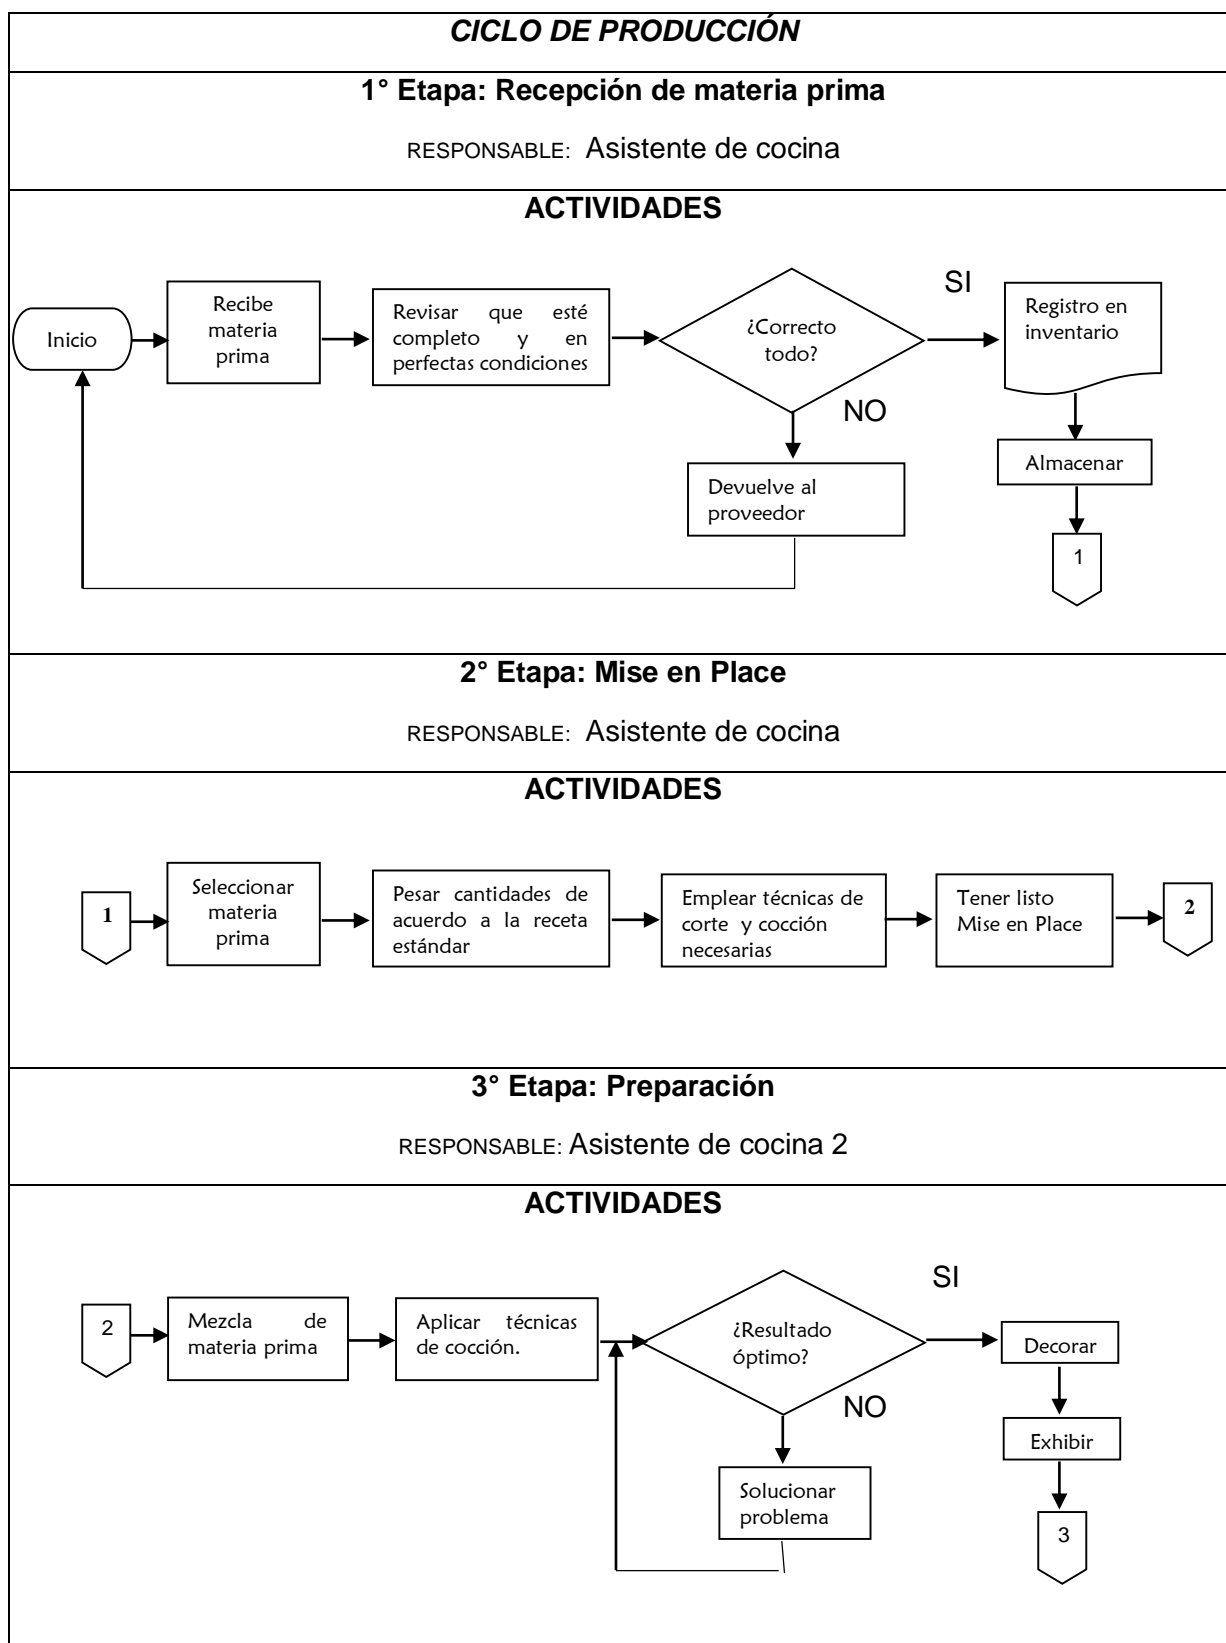 CICLO DE PRODUCCIÓN
1° Etapa: Recepción de materia prima
RESPONSABLE: Asistente de cocina
ACTIVIDADES
Inicio
Recibe
materia
prima
Revisar que esté
completo y en
perfectas condiciones
¿Correcto
todo?
SI
Registro en
inventario
NO
Devuelve al
proveedor
Almacenar
1
2° Etapa: Mise en Place
RESPONSABLE: Asistente de cocina
ACTIVIDADES
1
Seleccionar
materia
prima
Pesar cantidades de
acuerdo a la receta
estándar
Emplear técnicas de
corte y cocción
necesarias
Tener listo
Mise en Place
2
3° Etapa: Preparación
RESPONSABLE: Asistente de cocina 2
ACTIVIDADES
2
Mezcla de
materia prima
Aplicar técnicas
de cocción.
¿Resultado
óptimo?
SI
Decorar
NO
Exhibir
Solucionar
problema
3